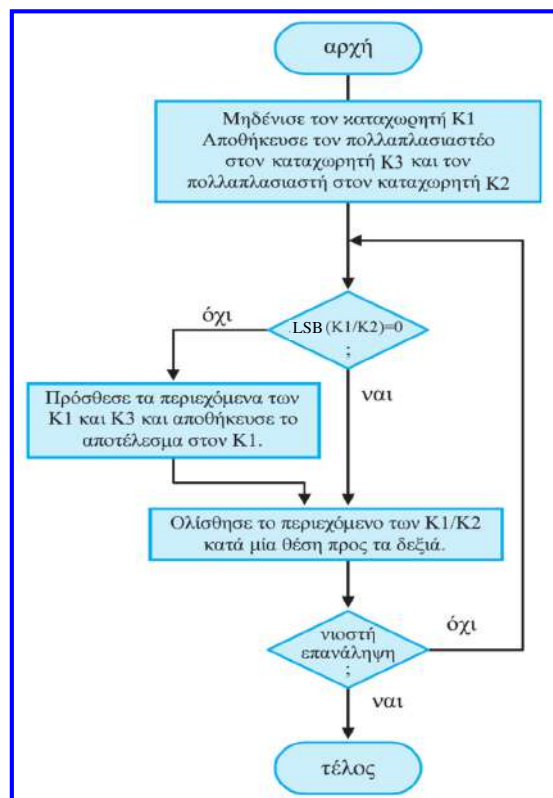 αρχή
Μηδένισε τον καταχωρητή Κ1
Αποθήκευσε τον πολλαπλασιαστέο
στον καταχωρητή Κ3 και τον
πολλαπλασιαστή στον καταχωρητή Κ2
όχι
LSB (Κ1/Κ2)=0
;
ναι
Πρόσθεσε τα περιεχόμενα των
Κ1 και Κ3 και αποθήκευσε το
αποτέλεσμα στον Κ1.
Ολίσθησε το περιεχόμενο των Κ1/Κ2
κατά μία θέση προς τα δεξιά.
νιοστή
επανάληψη
;
όχι
ναι
τέλος